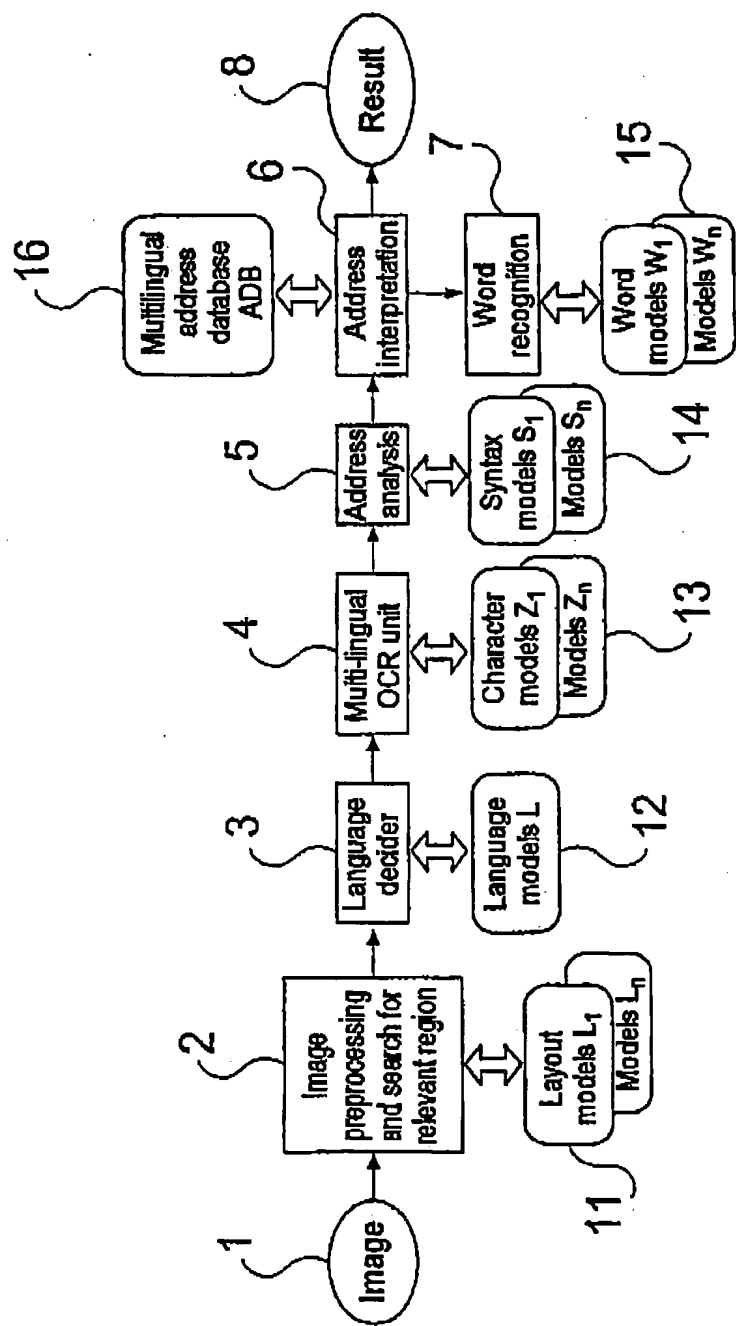 1
Image
2
Image
preprocessing
and search for
relevant region
11
Layout
models L1
Models Ln
3
Language
decider
Language
models L
12
4
Multi-lingual
OCR unit
Character
models Z1
Models Zn
13
5
Address
analysis
Syntax
models S1
Models Sn
14
16
Multilingual
address
database
ADB
6
Address
interpretation
7
Word
recognition
Word
models W1
Models Wn
15
8
Result